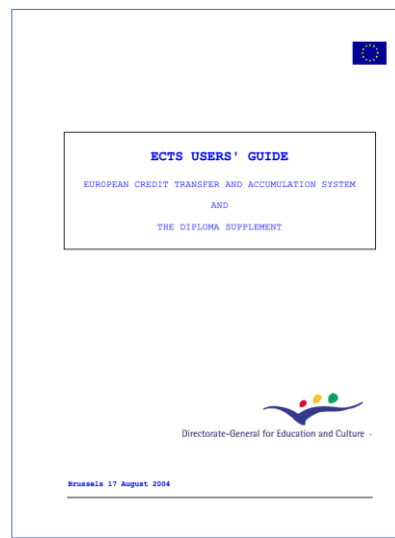 ECTS USERS' GUIDE
EUROPEAN CREDIT TRANSFER AND ACCUMULATION SYSTEM
AND
THE DIPLOMA SUPPLEMENT
Directorate-General for Education and Culture
Brussels 17 August 2004